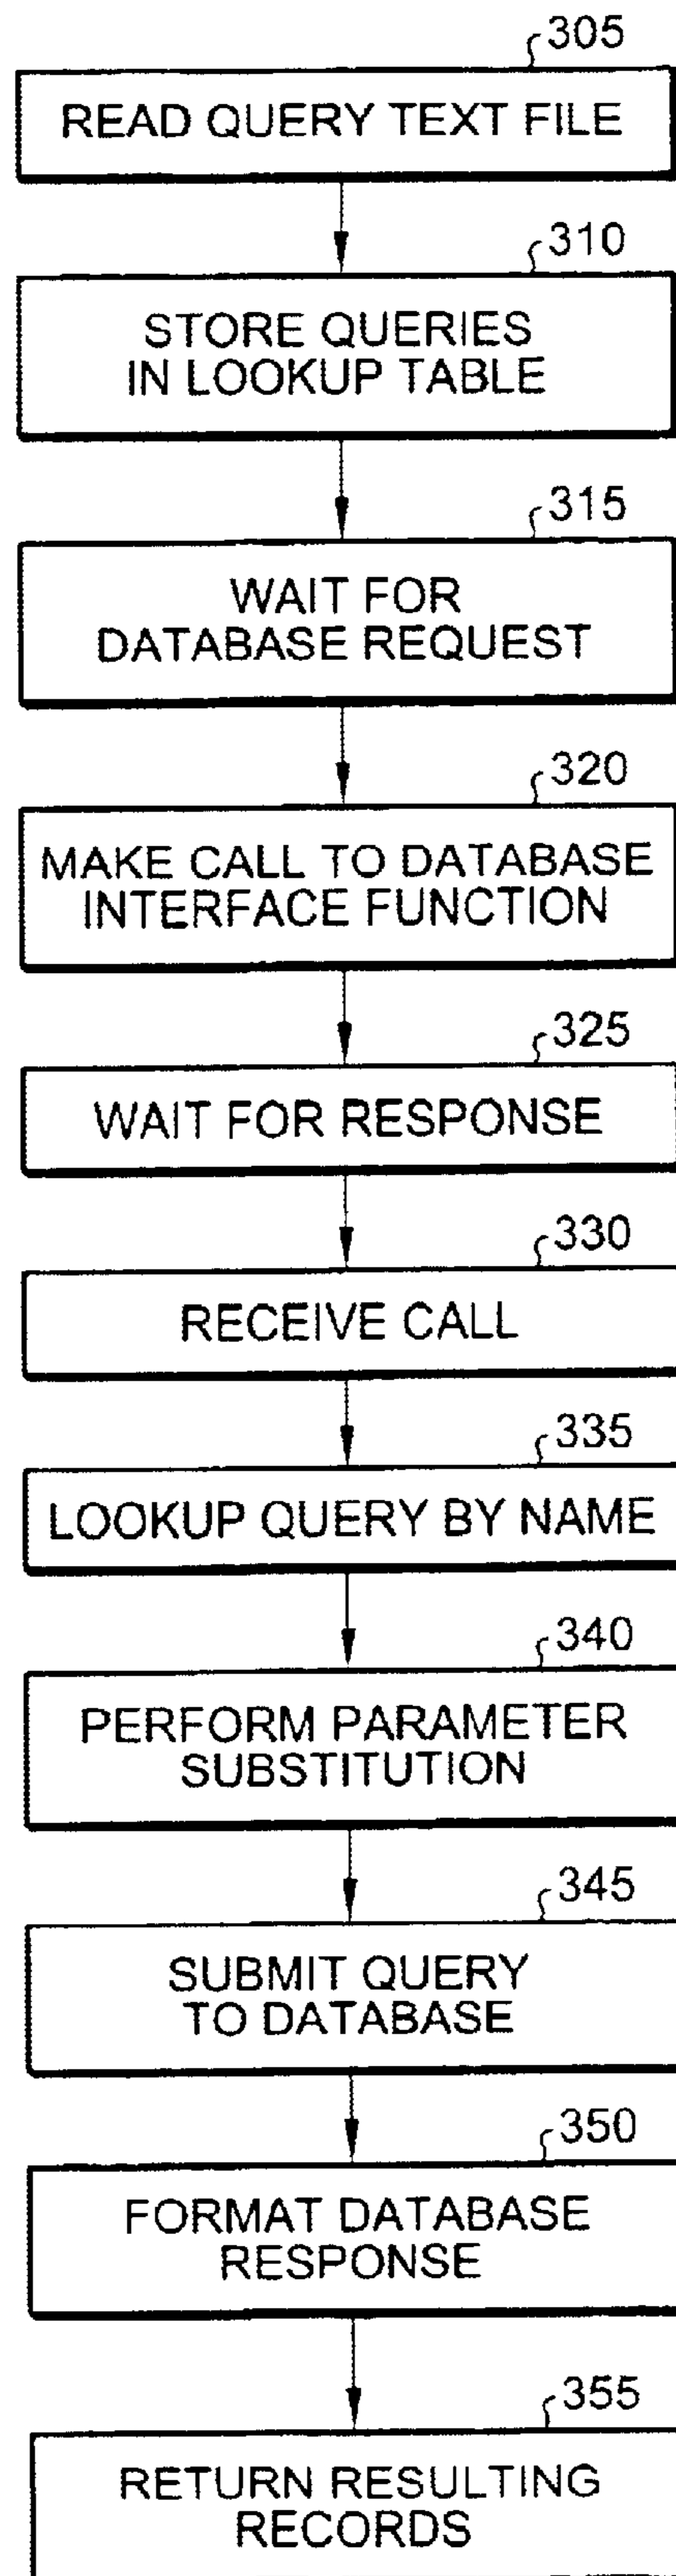 305
READ QUERY TEXT FILE
310
STORE QUERIES
IN LOOKUP TABLE
315
WAIT FOR
DATABASE REQUEST
320
MAKE CALL TO DATABASE
INTERFACE FUNCTION
325
WAIT FOR RESPONSE
330
RECEIVE CALL
335
LOOKUP QUERY BY NAME
340
PERFORM PARAMETER
SUBSTITUTION
345
SUBMIT QUERY
TO DATABASE
350
FORMAT DATABASE
RESPONSE
355
RETURN RESULTING
RECORDS